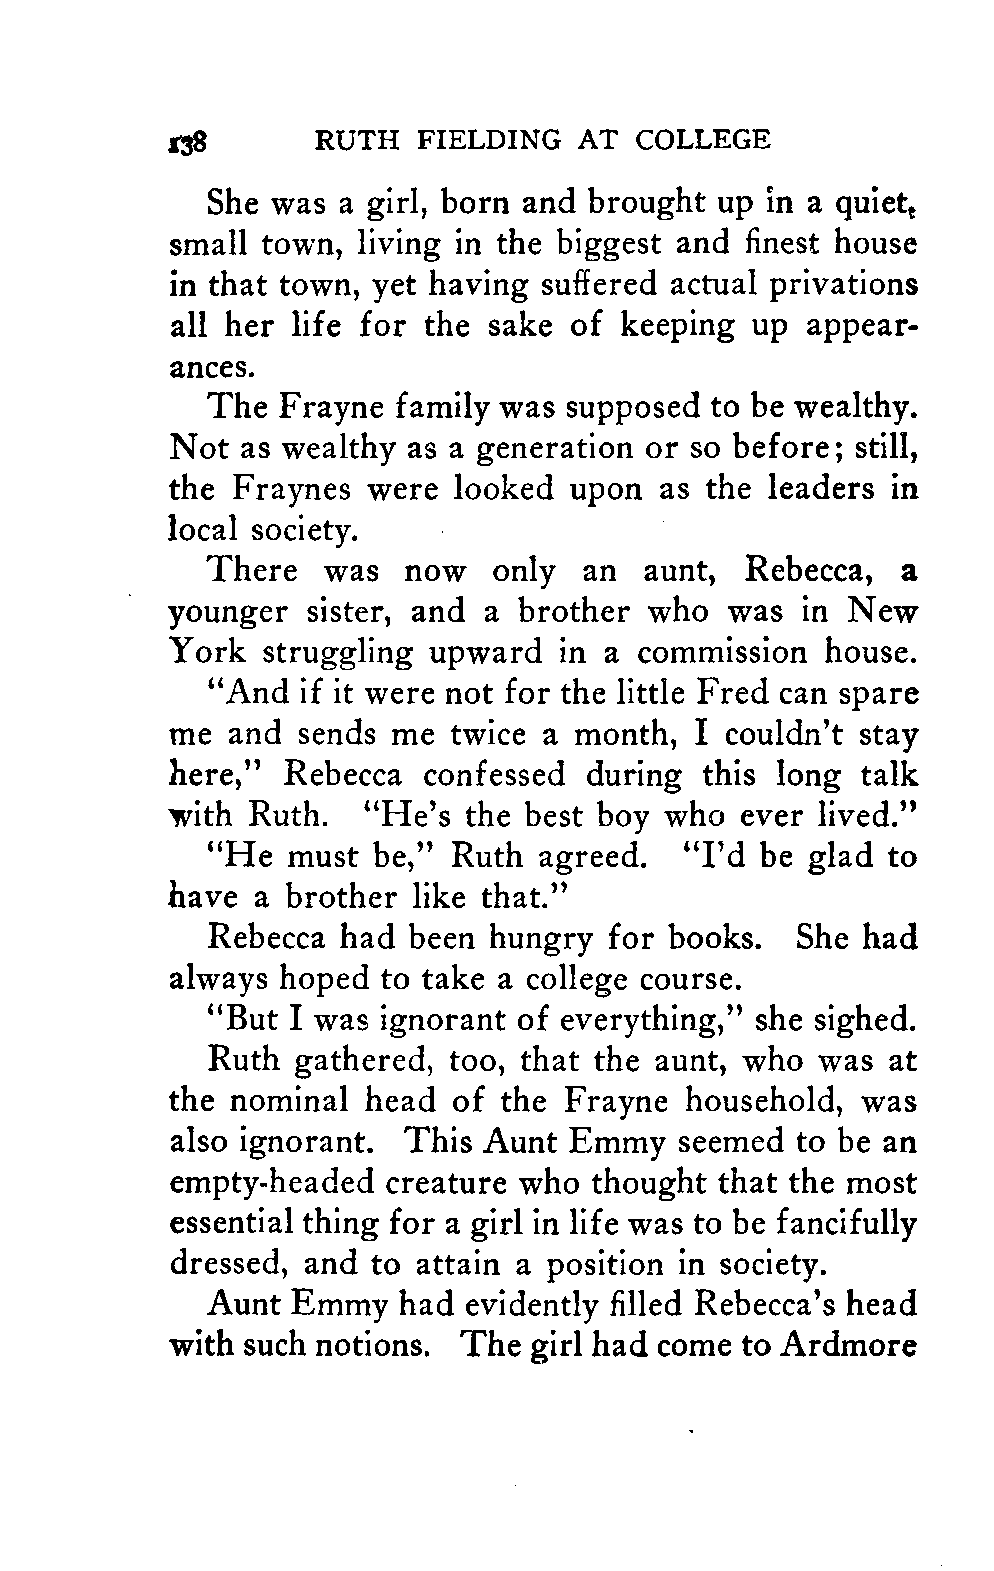 138 RUTH FIELDING AT COLLEGE
She was a girl, born and brought up in a quiet,
small town, living in the biggest and finest house
in that town, yet having suffered actual privations
all her life for the sake of keeping up appear-
ances.
The Frayne family was supposed to be wealthy.
Not as wealthy as a generation or so before; still,
the Fraynes were looked upon as the leaders in
local society.
There was now only an aunt, Rebecca, a
younger sister, and a brother who was in New
York struggling upward in a commission house.
“And if it were not for the little Fred can spare
me and sends me twice a month, I couldn’t stay
here,” Rebecca confessed during this long talk
with Ruth. “He’s the best boy who ever lived.”
“He must be,” Ruth agreed. “I’d be glad to
have a brother like that.”
Rebecca had been hungry for books. She had
always hoped to take a college course.
“But I was ignorant of everything,” she sighed.
Ruth gathered, too, that the aunt, who was at
the nominal head of the Frayne household, was
also ignorant. This Aunt Emmy seemed to be an
empty-headed creature who thought that the most
essential thing for a girl in life was to be fancifully
dressed, and to attain a position in society.
Aunt Emmy had evidently filled Rebecca’s head
with such notions. The girl had come to Ardmore